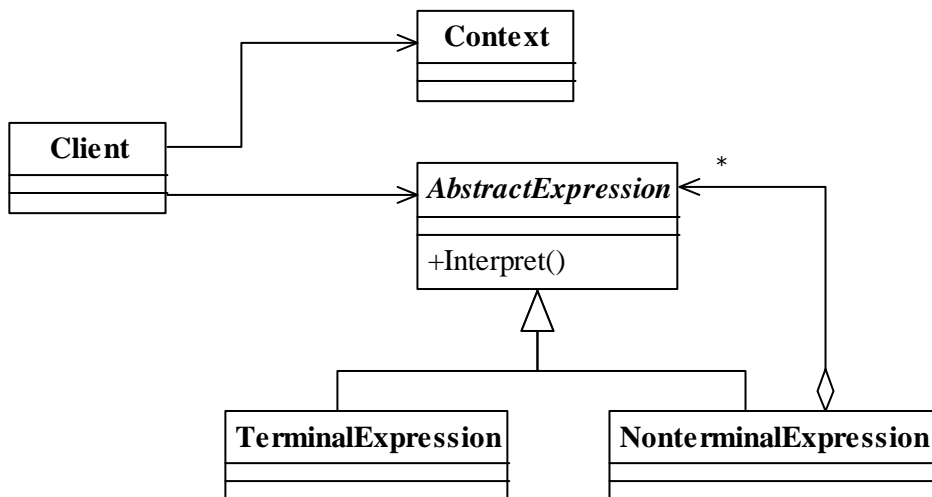 Context
Client
*
AbstractExpression
+Interpret()
TerminalExpression
NonterminalExpression